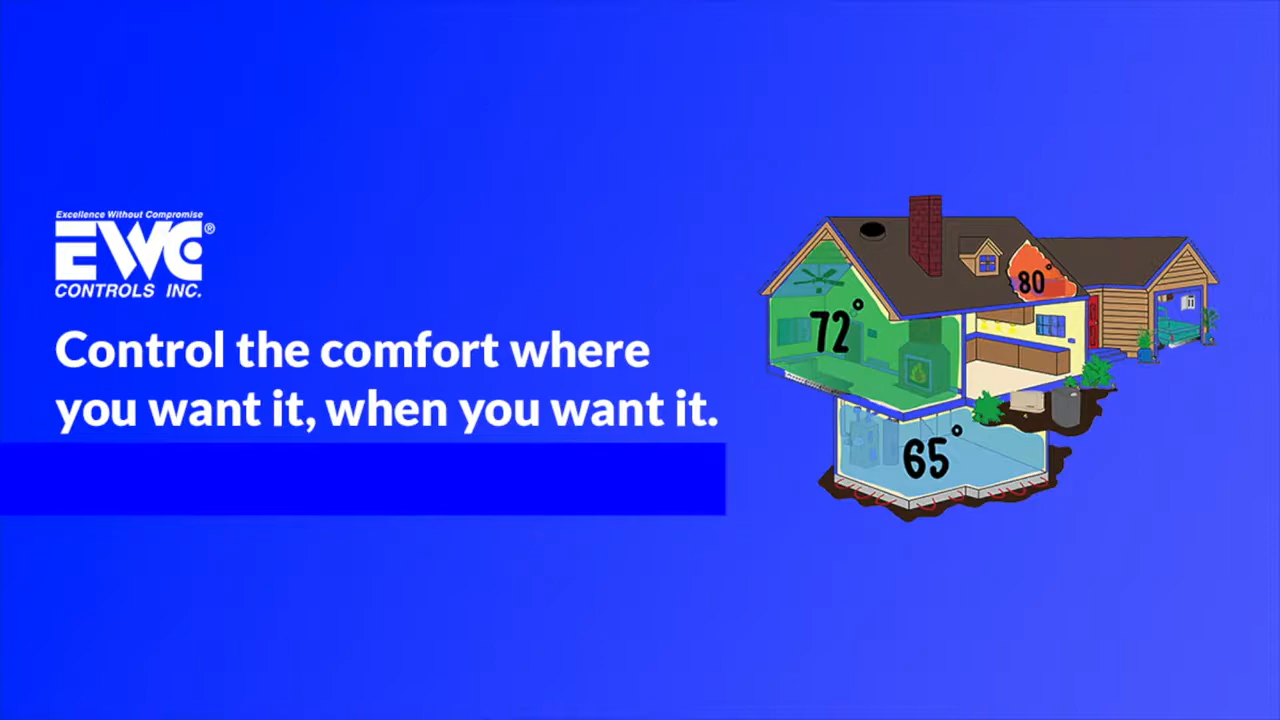 Excellence Without Compromise
EWC®
CONTROLS INC.
Control the comfort where
you want it, when you want it.
72°
80°
65°